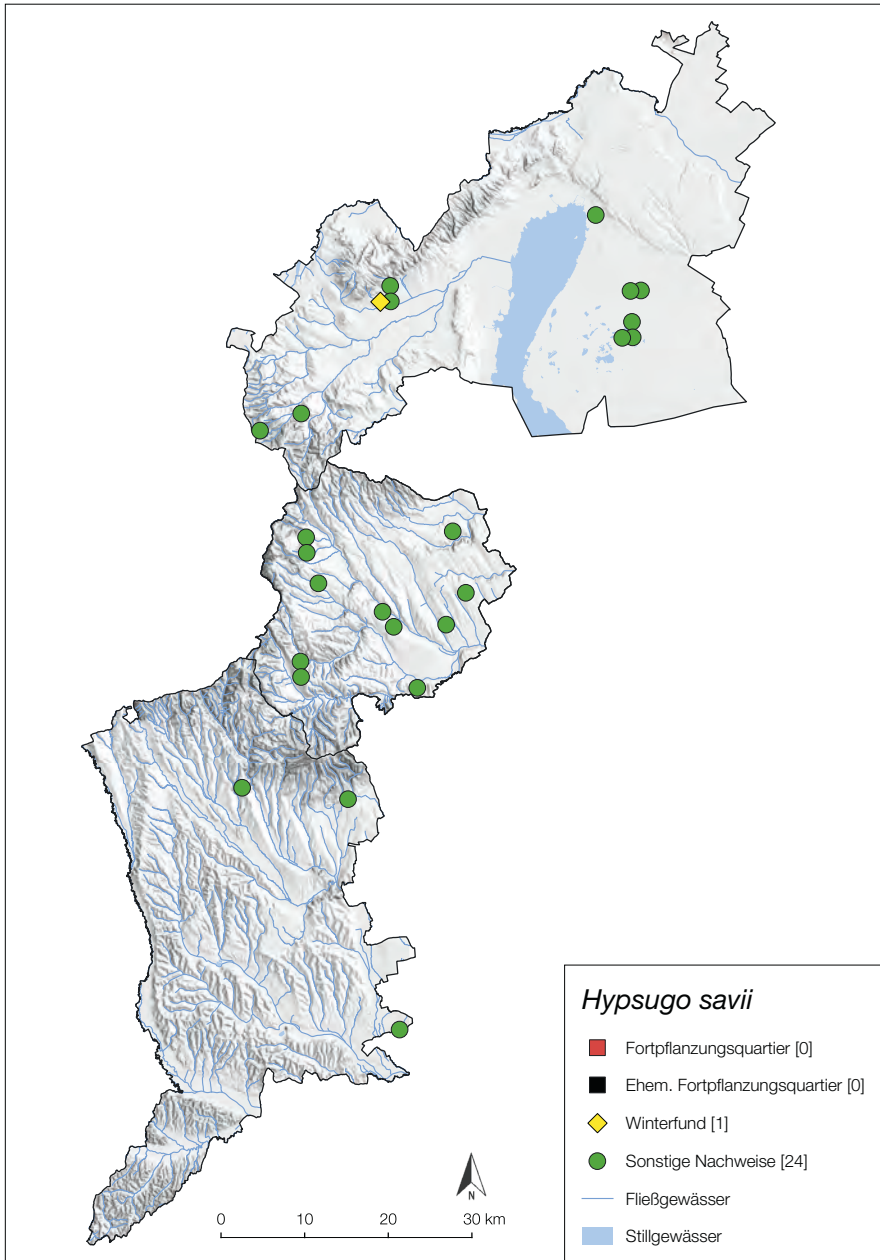 N
0 10 20 30 km
Hypsugo savii
Fortpflanzungsquartier [0]
Ehem. Fortpflanzungsquartier [0]
Winterfund [1]
Sonstige Nachweise [24]
Fließgewässer
Stillgewässer